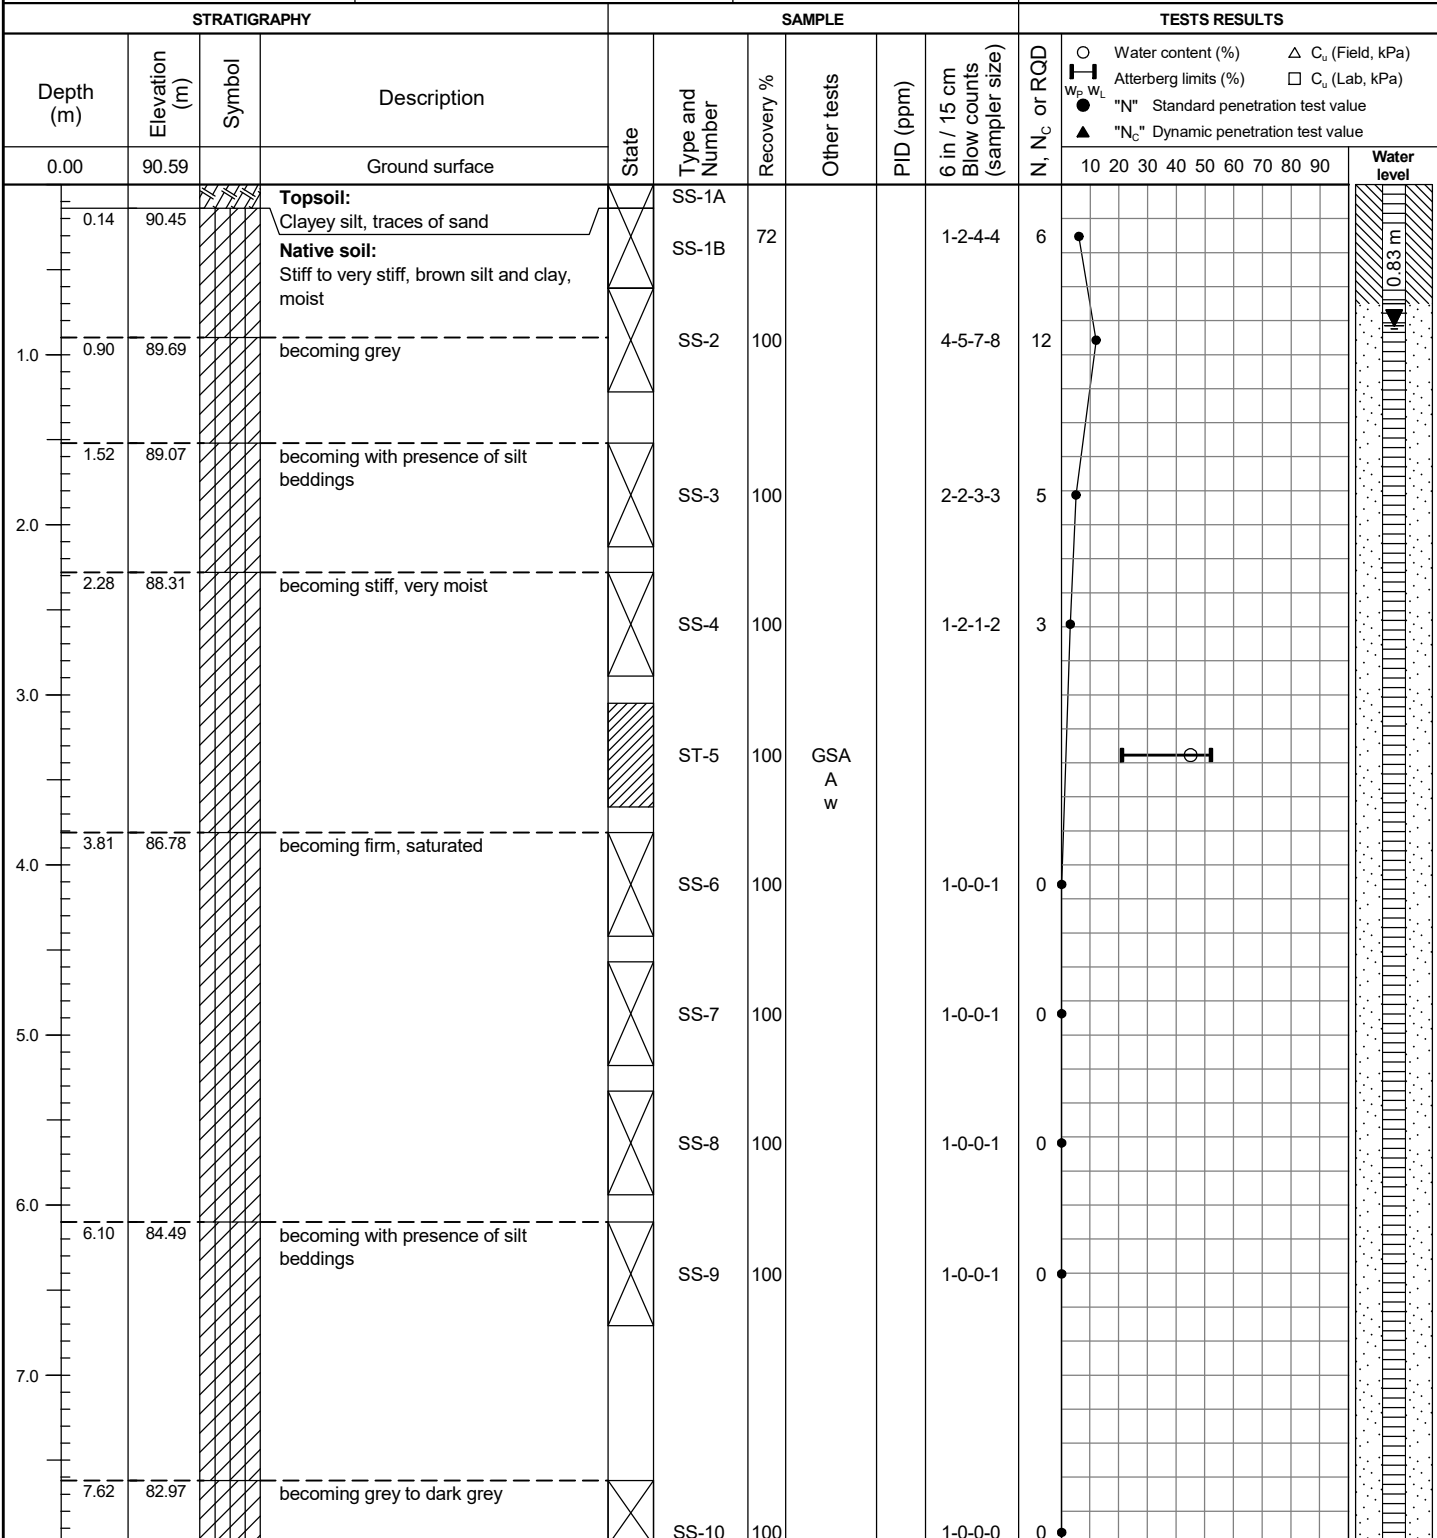 STRATIGRAPHY SAMPLE TESTS RESULTS
Depth (m)
Elevation (m)
Symbol
Description
State
Type and Number
Recovery %
Other tests
PID (ppm)
6 in / 15 cm Blow counts (sampler size)
N, NC or RQD
Water content (%) Cu (Field, kPa)
Atterberg limits (%) Cu (Lab, kPa)
WP WL
"N" Standard penetration test value
"NC" Dynamic penetration test value
0.00 90.59 Ground surface
10 20 30 40 50 60 70 80 90
Water level
Topsoil: SS-1A
0.14 90.45 Clayey silt, traces of sand
72 1-2-4-4 6
Native soil: SS-1B
Stiff to very stiff, brown silt and clay,
moist
0.83 m
1.0 0.90 89.69 becoming grey SS-2 100 4-5-7-8 12
1.52 89.07 becoming with presence of silt
beddings
SS-3 100 2-2-3-3 5
2.0
2.28 88.31 becoming stiff, very moist
SS-4 100 1-2-1-2 3
3.0
ST-5 100 GSA
A
w
3.81 86.78 becoming firm, saturated
4.0
SS-6 100 1-0-0-1 0
SS-7 100 1-0-0-1 0
5.0
SS-8 100 1-0-0-1 0
6.0
6.10 84.49 becoming with presence of silt
beddings
SS-9 100 1-0-0-1 0
7.0
7.62 82.97 becoming grey to dark grey
SS-10 100 1-0-0-0 0